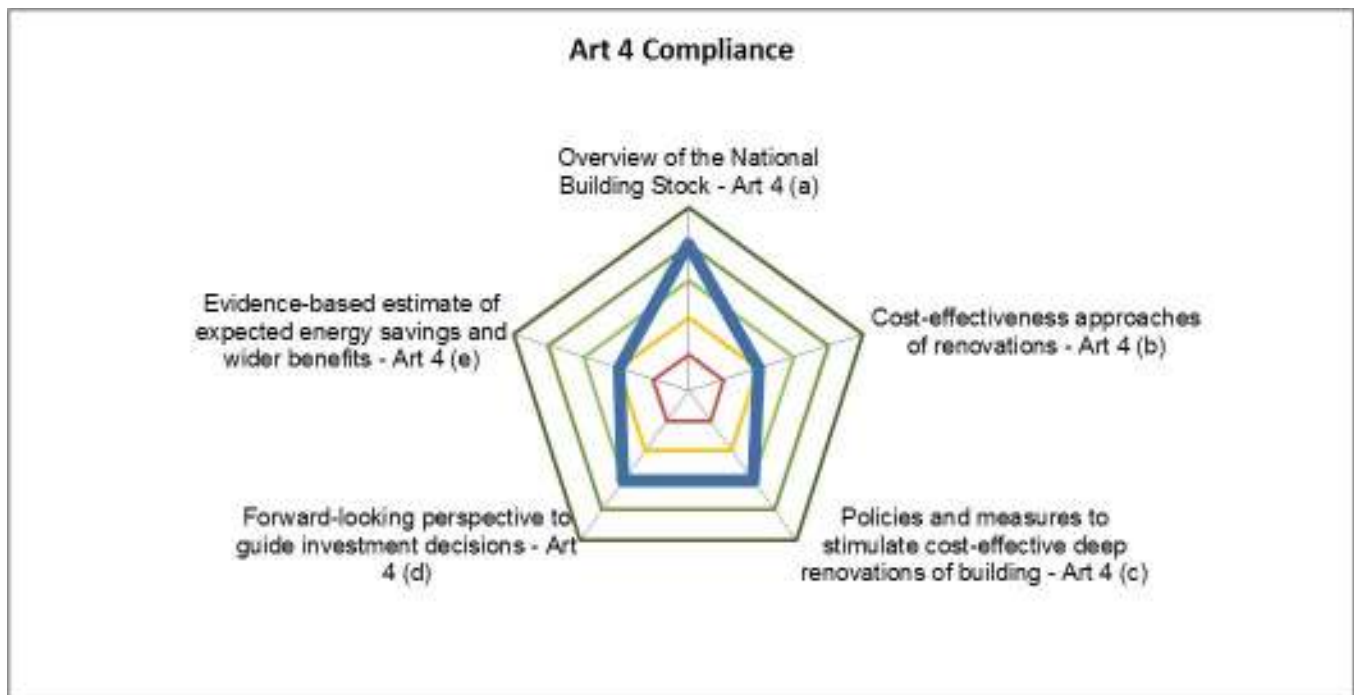 Art 4 Compliance
Overview of the National
Building Stock - Art 4 (a)
Cost-effectiveness approaches
of renovations - Art 4 (b)
Policies and measures to
stimulate cost-effective deep
renovations of building - Art 4 (c)
Forward-looking perspective to
guide investment decisions - Art
4 (d)
Evidence-based estimate of
expected energy savings and
wider benefits - Art 4 (e)